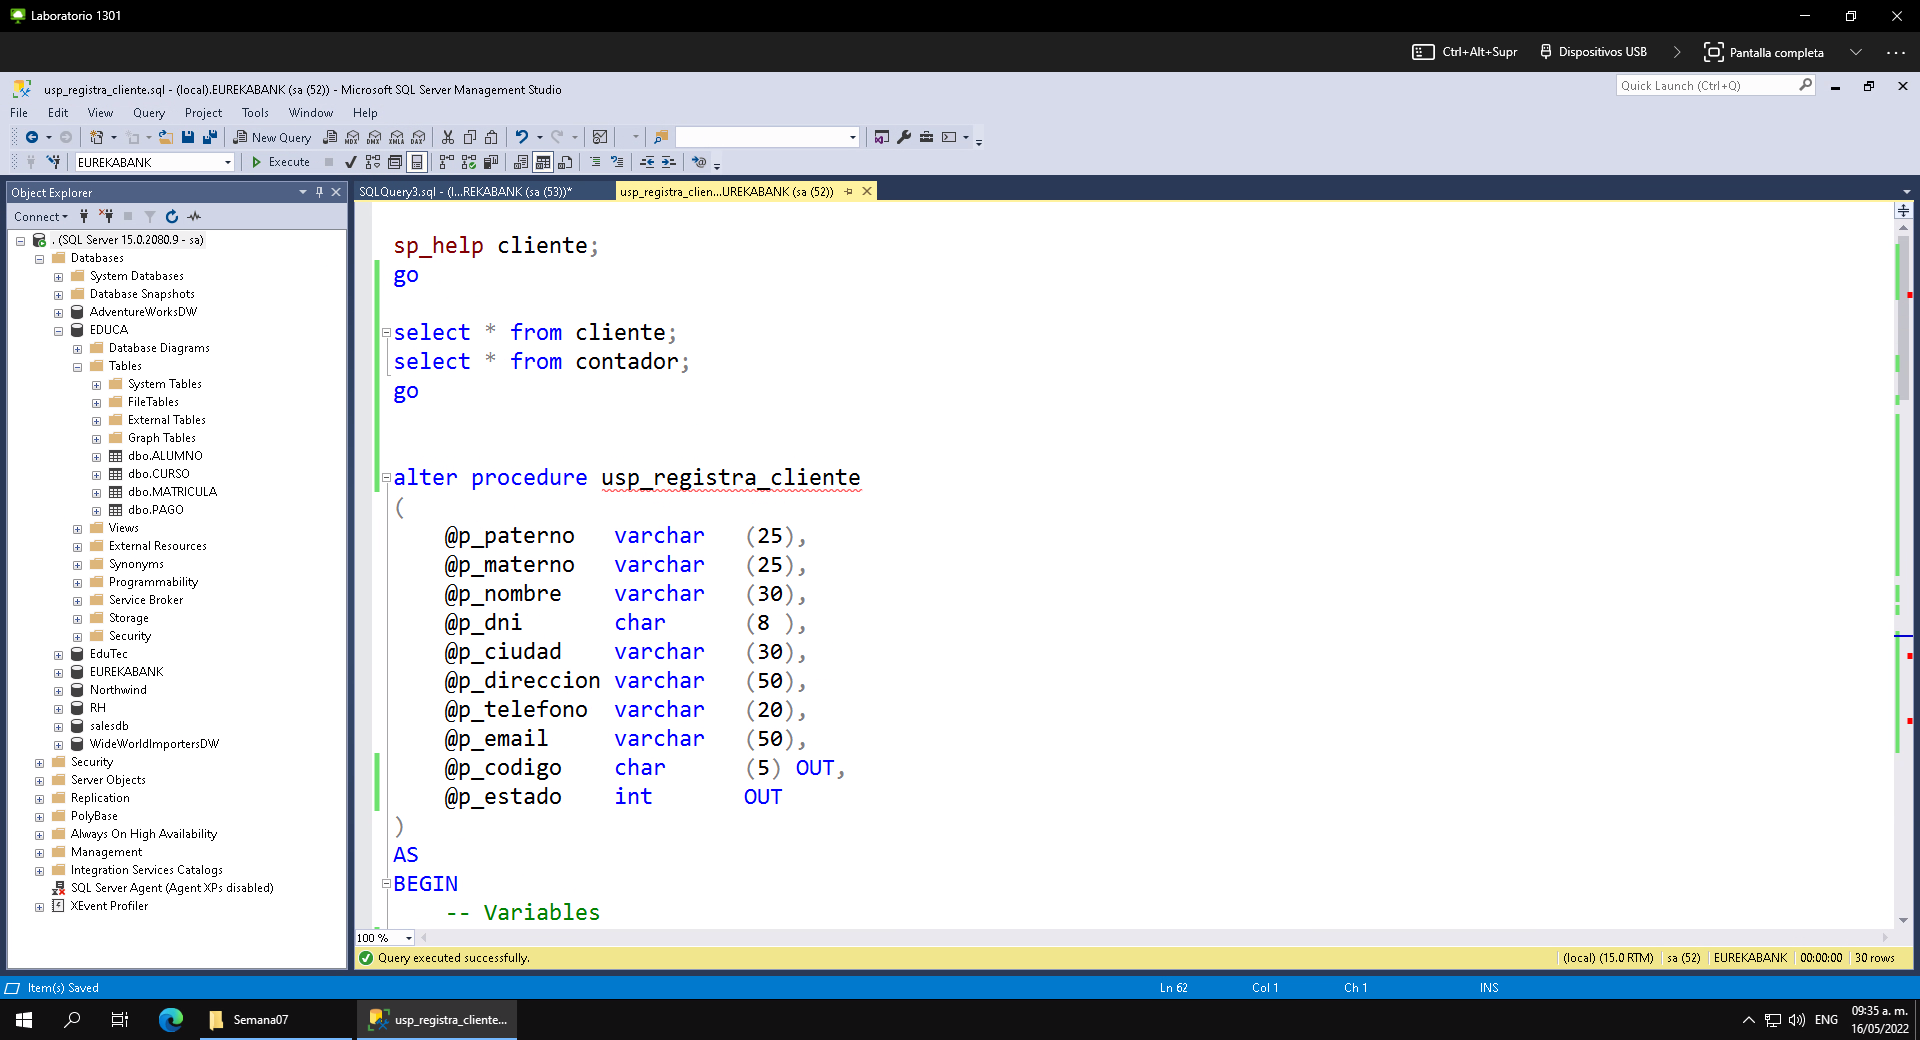 Laboratorio 1301
Ctrl+Alt+Supr
Dispositivos USB
Pantalla completa
usp_registra_cliente.sql - (local).EUREKABANK (sa (52)) - Microsoft SQL Server Management Studio
Quick Launch (Ctrl+Q)
File Edit View Query Project Tools Window Help
New Query
MDX DMX XMLA DAX
EUREKABANK
Execute
Object Explorer
SQLQuery3.sql - (l...REKABANK (sa (53))*
usp_registra_clien...UREKABANK (sa (52))
Connect
. (SQL Server 15.0.2080.9 - sa)
Databases
System Databases
Database Snapshots
AdventureWorksDW
EDUCA
Database Diagrams
Tables
System Tables
FileTables
External Tables
Graph Tables
dbo.ALUMNO
dbo.CURSO
dbo.MATRICULA
dbo.PAGO
Views
External Resources
Synonyms
Programmability
Service Broker
Storage
Security
EduTec
EUREKABANK
Northwind
RH
salesdb
WideWorldImportersDW
Security
Server Objects
Replication
PolyBase
Always On High Availability
Management
Integration Services Catalogs
SQL Server Agent (Agent XPs disabled)
XEvent Profiler
sp_help cliente;
go
select * from cliente;
select * from contador;
go
alter procedure usp_registra_cliente
(
@p_paterno varchar (25),
@p_materno varchar (25),
@p_nombre varchar (30),
@p_dni char (8 ),
@p_ciudad varchar (30),
@p_direccion varchar (50),
@p_telefono varchar (20),
@p_email varchar (50),
@p_codigo char (5) OUT,
@p_estado int OUT
)
AS
BEGIN
-- Variables
100 %
Query executed successfully.
(local) (15.0 RTM) sa (52) EUREKABANK 00:00:00 30 rows
Item(s) Saved
Ln 62 Col 1 Ch 1 INS
Semana07
usp_registra_cliente...
ENG
09:35 a. m.
16/05/2022